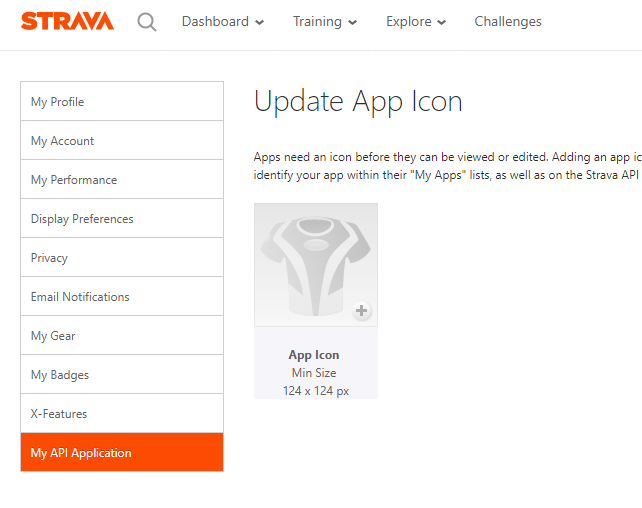 STRAVA Dashboard Training Explore Challenges
My Profile
My Account
My Performance
Display Preferences
Privacy
Email Notifications
My Gear
My Badges
X-Features
My API Application
Update App Icon
Apps need an icon before they can be viewed or edited. Adding an app ic
identify your app within their "My Apps" lists, as well as on the Strava API
App Icon
Min Size
124 x 124 px